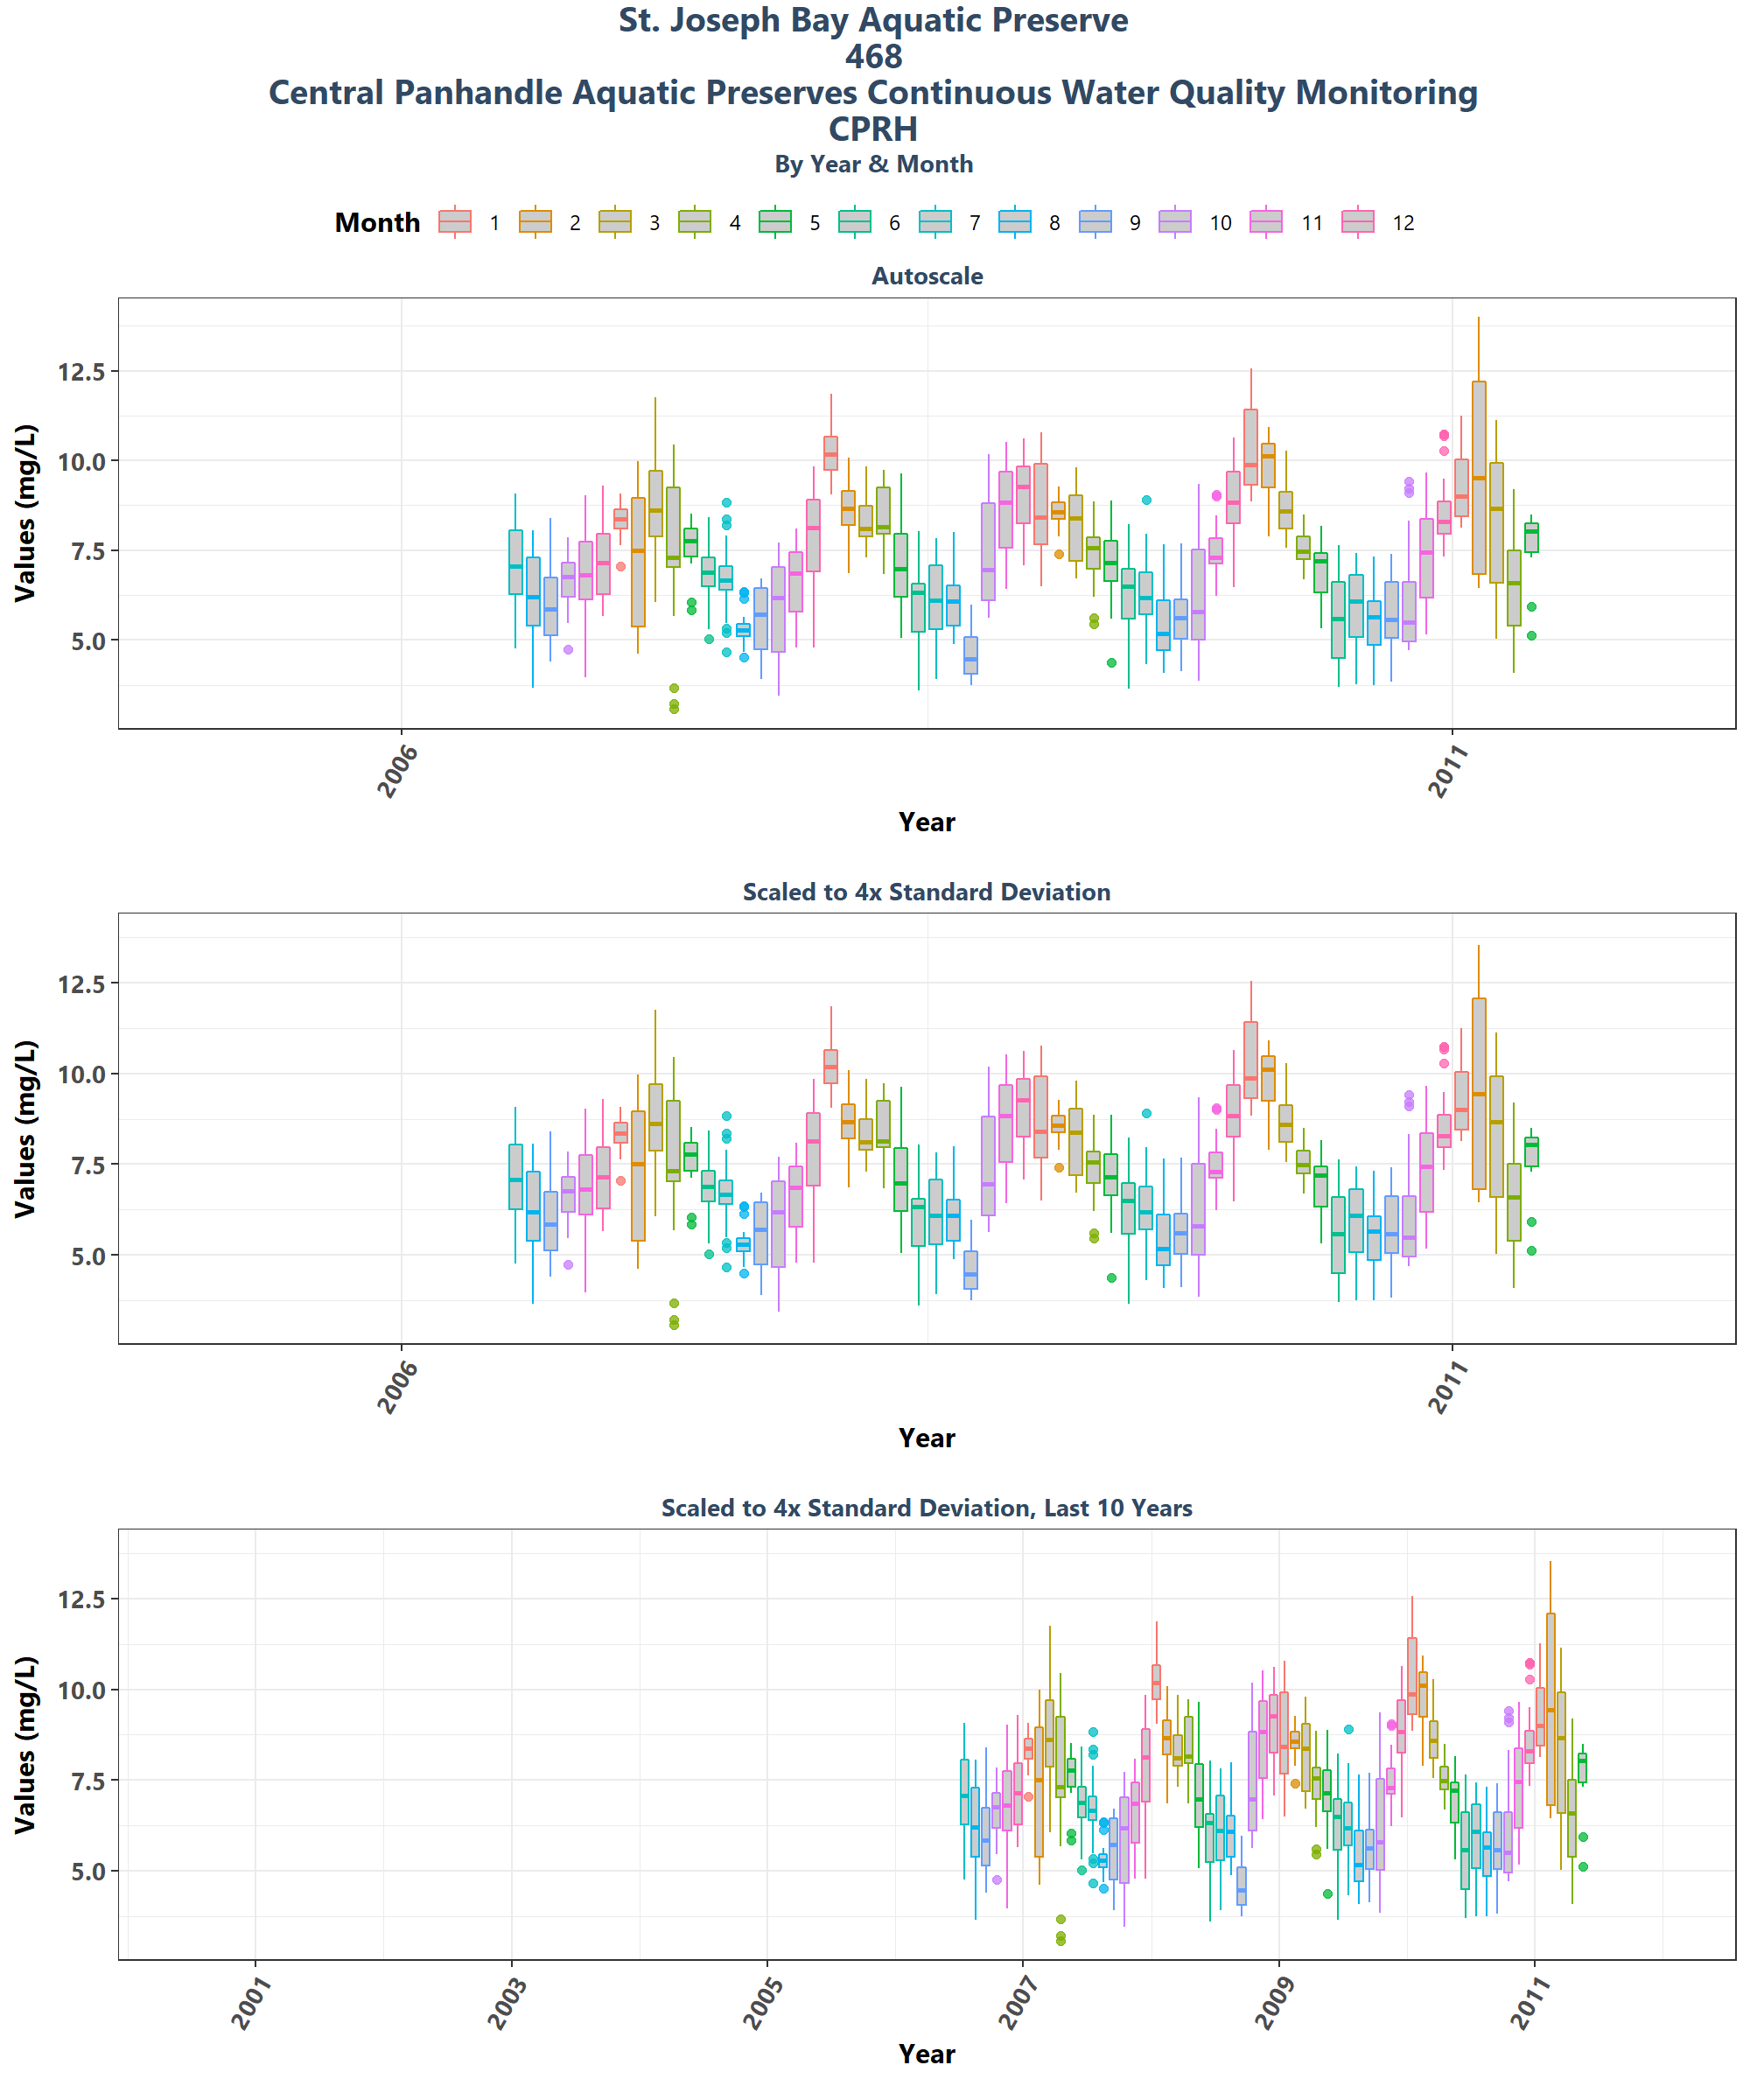 St. Joseph Bay Aquatic Preserve
468
Central Panhandle Aquatic Preserves Continuous Water Quality Monitoring
CPRH
By Year & Month
Month 1 2 3 4 5 6 7 8 9 10 11 12
Autoscale
Values (mg/L)
12.5
10.0
7.5
5.0
2006 2011
Year
Scaled to 4x Standard Deviation
Values (mg/L)
12.5
10.0
7.5
5.0
2006 2011
Year
Scaled to 4x Standard Deviation, Last 10 Years
Values (mg/L)
12.5
10.0
7.5
5.0
2001 2003 2005 2007 2009 2011
Year